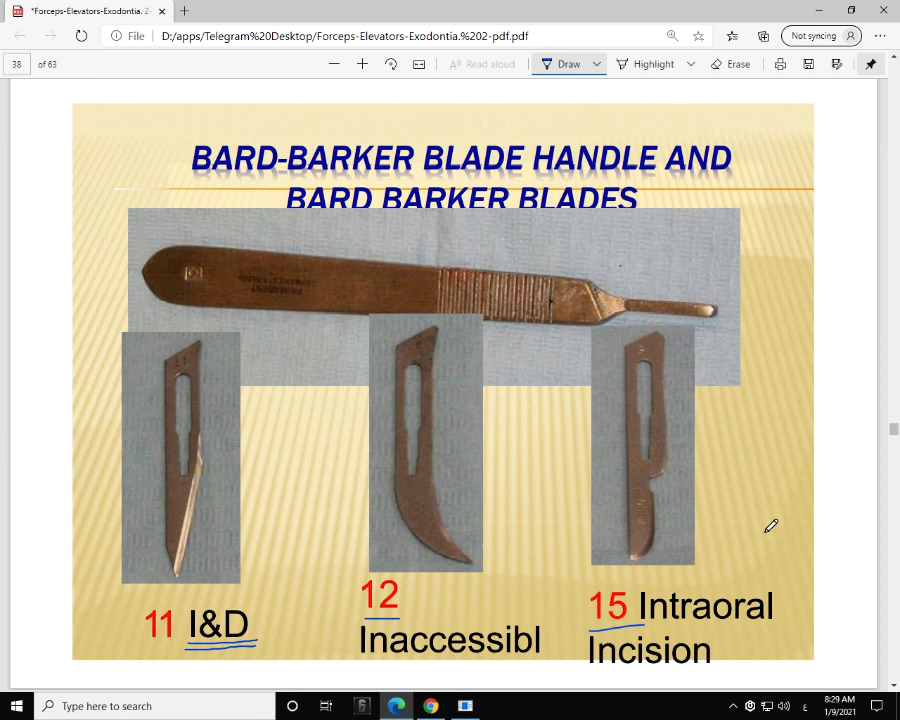 *Forceps-Elevators-Exodontia. 2-
File
D:/apps/Telegram%20Desktop/Forceps-Elevators-Exodontia.%202-pdf.pdf
Not syncing
38 of 63
Read aloud
Draw
Highlight
Erase
BARD-BARKER BLADE HANDLE AND
BARD BARKER BLADES
11 I&D
12
Inaccessibl
15 Intraoral
Incision
Type here to search
ع
8:29 AM
1/9/2021